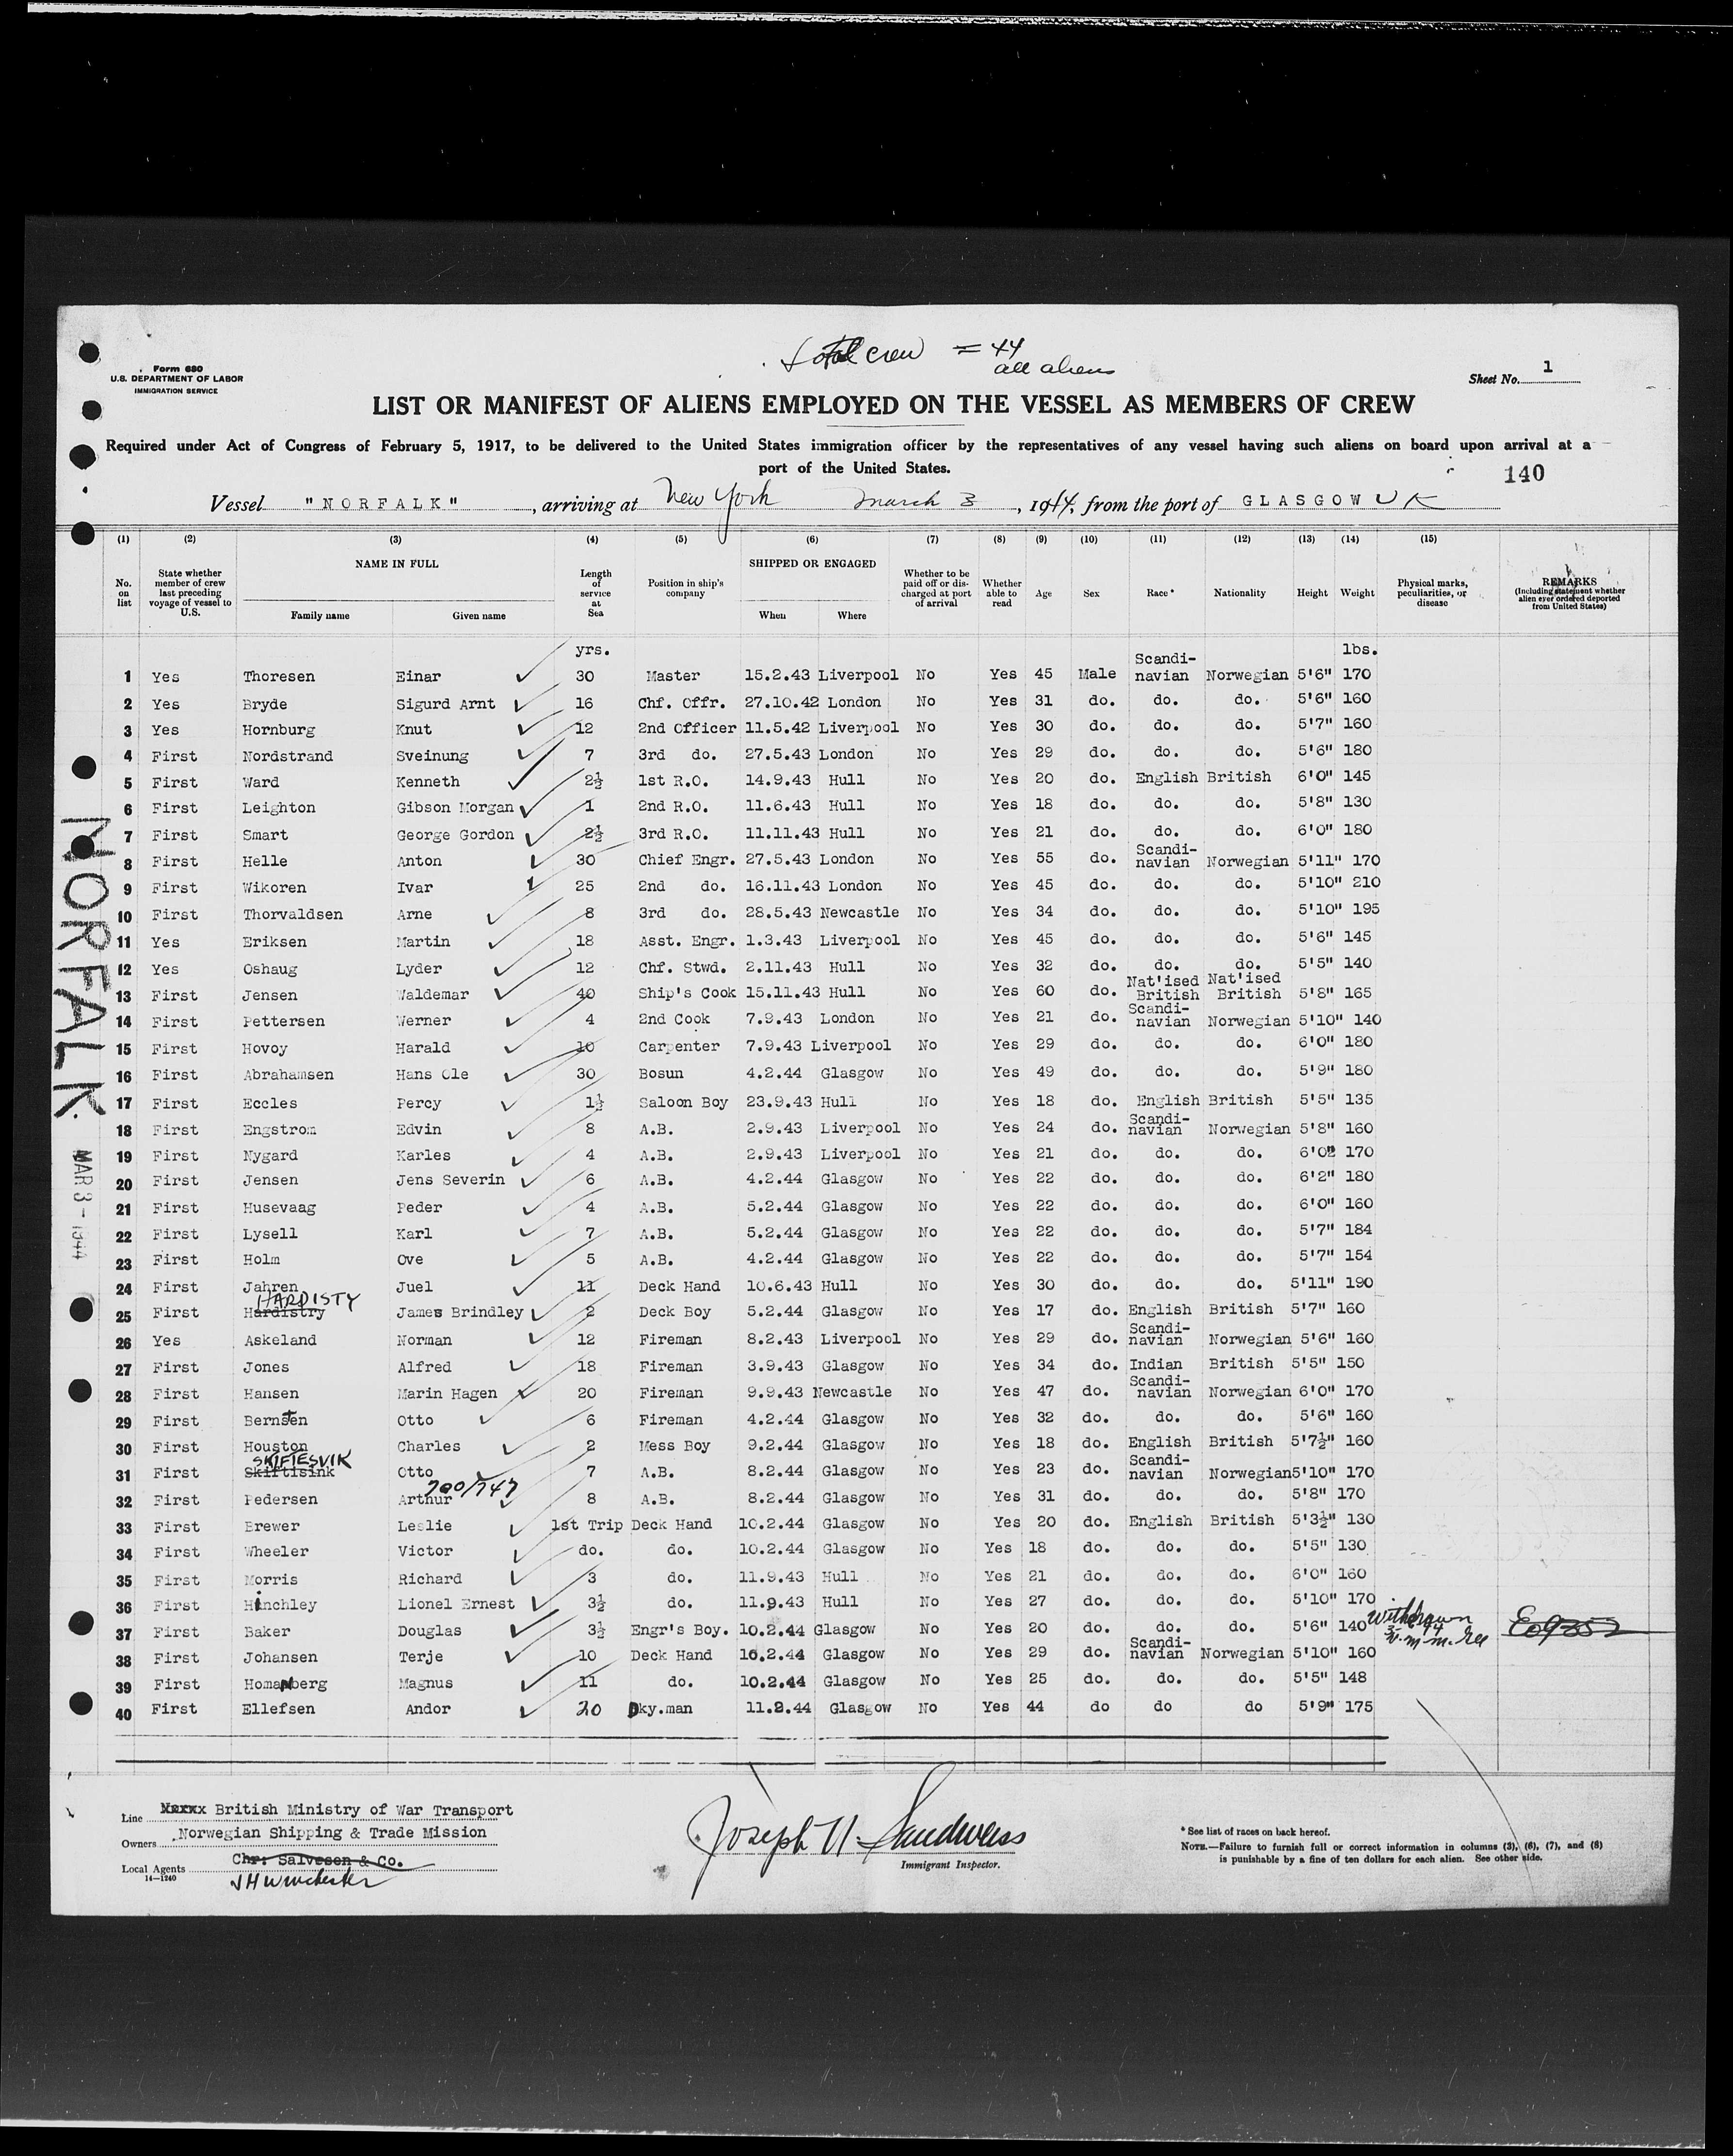 total crew = 44
all aliens
Form 680
U.S. DEPARTMENT OF LABOR
IMMIGRATION SERVICE
Sheet No. 1
LIST OR MANIFEST OF ALIENS EMPLOYED ON THE VESSEL AS MEMBERS OF CREW
Required under Act of Congress of February 5, 1917, to be delivered to the United States immigration officer by the representatives of any vessel having such aliens on board upon arrival at a
port of the United States.
140
Vessel "NORFALK", arriving at New York March 3, 1944, from the port of GLASGOW UK
(1) (2) (3) (4) (5) (6) (7) (8) (9) (10) (11) (12) (13) (14) (15)
No. on list State whether member of crew last preceding voyage of vessel to U.S. NAME IN FULL Family name Given name Length of service at Sea Position in ship's company SHIPPED OR ENGAGED When Where Whether to be paid off or discharged at port of arrival Whether able to read Age Sex Race* Nationality Height Weight Physical marks, peculiarities, or disease REMARKS (Including statement whether alien ever ordered deported from United States)
yrs. lbs.
1 Yes Thoresen Einar 30 Master 15.2.43 Liverpool No Yes 45 Male Scandi-navian Norwegian 5'6" 170
2 Yes Bryde Sigurd Arnt 16 Chf. Offr. 27.10.42 London No Yes 31 do. do. do. 5'6" 160
3 Yes Hornburg Knut 12 2nd Officer 11.5.42 Liverpool No Yes 30 do. do. do. 5'7" 160
4 First Nordstrand Sveinung 7 3rd do. 27.5.43 London No Yes 29 do. do. do. 5'6" 180
5 First Ward Kenneth 2½ 1st R.O. 14.9.43 Hull No Yes 20 do. English British 6'0" 145
6 First Leighton Gibson Morgan 1 2nd R.O. 11.6.43 Hull No Yes 18 do. do. do. 5'8" 130
7 First Smart George Gordon 2½ 3rd R.O. 11.11.43 Hull No Yes 21 do. do. do. 6'0" 180
8 First Helle Anton 30 Chief Engr. 27.5.43 London No Yes 55 do. Scandi-navian Norwegian 5'11" 170
9 First Wikoren Ivar 25 2nd do. 16.11.43 London No Yes 45 do. do. do. 5'10" 210
10 First Thorvaldsen Arne 8 3rd do. 28.5.43 Newcastle No Yes 34 do. do. do. 5'10" 195
11 Yes Eriksen Martin 18 Asst. Engr. 1.3.43 Liverpool No Yes 45 do. do. do. 5'6" 145
12 Yes Oshaug Lyder 12 Chf. Stwd. 2.11.43 Hull No Yes 32 do. do. do. 5'5" 140
13 First Jensen Waldemar 40 Ship's Cook 15.11.43 Hull No Yes 60 do. Nat'ised British Nat'ised British 5'8" 165
14 First Pettersen Werner 4 2nd Cook 7.9.43 London No Yes 21 do. Scandi-navian Norwegian 5'10" 140
15 First Hovoy Harald 10 Carpenter 7.9.43 Liverpool No Yes 29 do. do. do. 6'0" 180
16 First Abrahamsen Hans Ole 30 Bosun 4.2.44 Glasgow No Yes 49 do. do. do. 5'9" 180
17 First Eccles Percy 1½ Saloon Boy 23.9.43 Hull No Yes 18 do. English British 5'5" 135
18 First Engstrom Edvin 8 A.B. 2.9.43 Liverpool No Yes 24 do. Scandi-navian Norwegian 5'8" 160
19 First Nygard Karles 4 A.B. 2.9.43 Liverpool No Yes 21 do. do. do. 6'0" 170
20 First Jensen Jens Severin 6 A.B. 4.2.44 Glasgow No Yes 22 do. do. do. 6'2" 180
21 First Husevaag Peder 4 A.B. 5.2.44 Glasgow No Yes 22 do. do. do. 6'0" 160
22 First Lysell Karl 7 A.B. 5.2.44 Glasgow No Yes 22 do. do. do. 5'7" 184
23 First Holm Ove 5 A.B. 4.2.44 Glasgow No Yes 22 do. do. do. 5'7" 154
24 First Jahren Juel 11 Deck Hand 10.6.43 Hull No Yes 30 do. do. do. 5'11" 190
HARDISTY
25 First Hardistry James Brindley 2 Deck Boy 5.2.44 Glasgow No Yes 17 do. English British 5'7" 160
26 Yes Askeland Norman 12 Fireman 8.2.43 Liverpool No Yes 29 do. Scandi-navian Norwegian 5'6" 160
27 First Jones Alfred 18 Fireman 3.9.43 Glasgow No Yes 34 do. Indian British 5'5" 150
28 First Hansen Marin Hagen 20 Fireman 9.9.43 Newcastle No Yes 47 do. Scandi-navian Norwegian 6'0" 170
29 First Bernsten Otto 6 Fireman 4.2.44 Glasgow No Yes 32 do. do. do. 5'6" 160
30 First Houston Charles 2 Mess Boy 9.2.44 Glasgow No Yes 18 do. English British 5'7½" 160
SKIFTESVIK
31 First Skiftisink Otto 7 A.B. 8.2.44 Glasgow No Yes 23 do. Scandi-navian Norwegian 5'10" 170
700/747
32 First Pedersen Arthur 8 A.B. 8.2.44 Glasgow No Yes 31 do. do. do. 5'8" 170
33 First Brewer Leslie 1st Trip Deck Hand 10.2.44 Glasgow No Yes 20 do. English British 5'3½" 130
34 First Wheeler Victor do. do. 10.2.44 Glasgow No Yes 18 do. do. do. 5'5" 130
35 First Morris Richard 3 do. 11.9.43 Hull No Yes 21 do. do. do. 6'0" 160
36 First Hinchley Lionel Ernest 3½ do. 11.9.43 Hull No Yes 27 do. do. do. 5'10" 170
37 First Baker Douglas 3½ Engr's Boy. 10.2.44 Glasgow No Yes 20 do. do. do. 5'6" 140 Withdrawn
38 First Johansen Terje 10 Deck Hand 10.2.44 Glasgow No Yes 29 do. Scandi-navian Norwegian 5'10" 160
39 First Homanberg Magnus 11 do. 10.2.44 Glasgow No Yes 25 do. do. do. 5'5" 148
40 First Ellefsen Andor 20 Dky.man 11.2.44 Glasgow No Yes 44 do do do 5'9" 175
NORFALK.
MAR 3 - 1944
Line British Ministry of War Transport
Owners Norwegian Shipping & Trade Mission
Local Agents Chr: Salvesen & Co.
14—1240
JH Winchester
Joseph H. Sandweiss
Immigrant Inspector.
* See list of races on back hereof.
NOTE.—Failure to furnish full or correct information in columns (3), (6), (7), and (8)
is punishable by a fine of ten dollars for each alien. See other side.